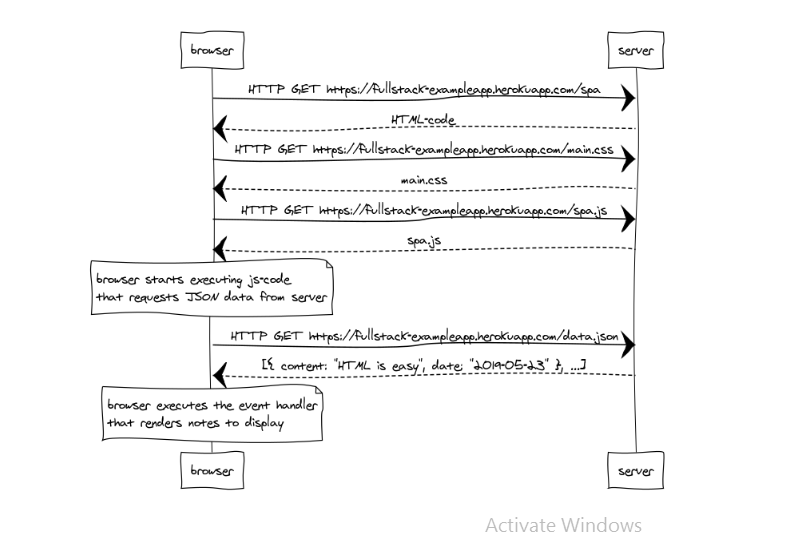 browser
server
HTTP GET https://fullstack-exampleapp.herokuapp.com/spa
HTML-code
HTTP GET https://fullstack-exampleapp.herokuapp.com/main.css
main.css
HTTP GET https://fullstack-exampleapp.herokuapp.com/spa.js
spa.js
browser starts executing js-code
that requests JSON data from server
HTTP GET https://fullstack-exampleapp.herokuapp.com/data.json
[{ content: "HTML is easy", date: "2019-05-23" }, ...]
browser executes the event handler
that renders notes to display
browser
server
Activate Windows